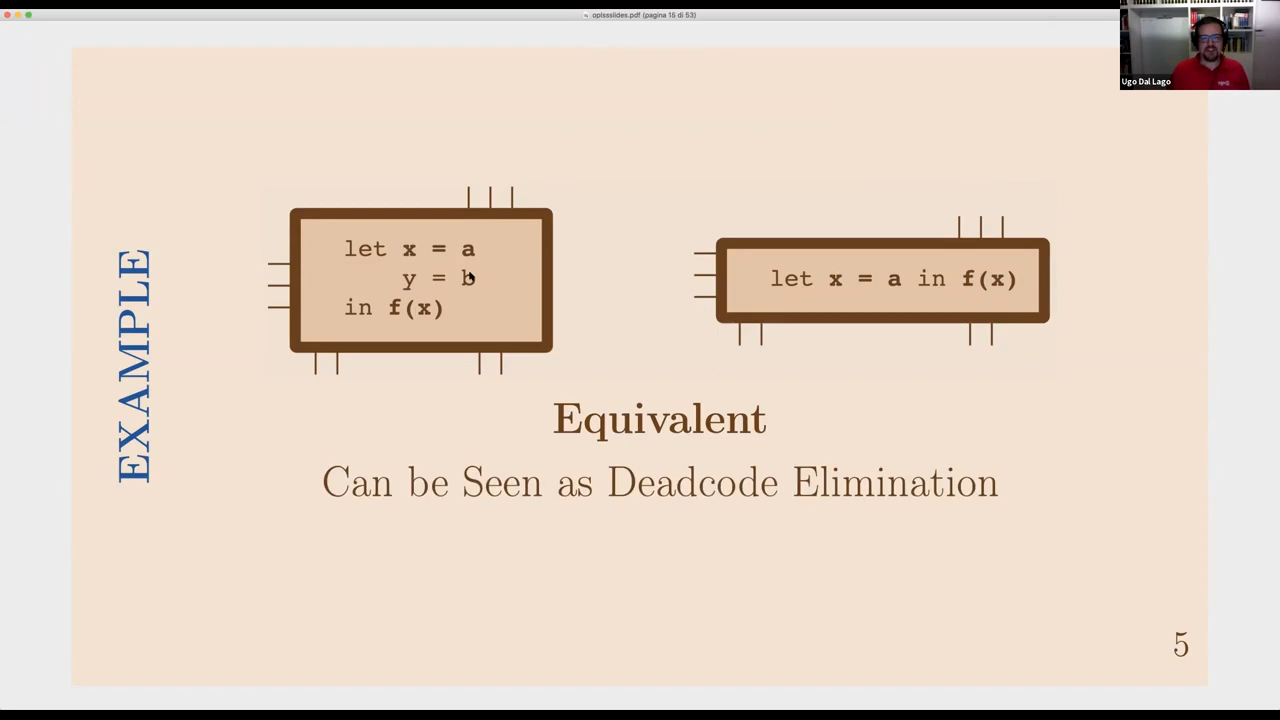 opissslides.pdf (pagina 15 di 53)
Ugo Dal Lago
EXAMPLE
let x = a
y = b
in f(x)
let x = a in f(x)
Equivalent
Can be Seen as Deadcode Elimination
5